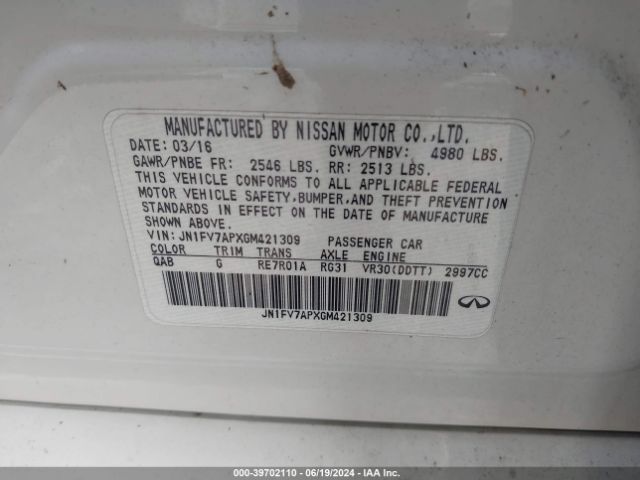 MANUFACTURED BY NISSAN MOTOR CO.,LTD.
DATE: 03/16 GVWR/PNBV: 4980 LBS.
GAWR/PNBE FR: 2546 LBS. RR: 2513 LBS.
THIS VEHICLE CONFORMS TO ALL APPLICABLE FEDERAL
MOTOR VEHICLE SAFETY,BUMPER,AND THEFT PREVENTION
STANDARDS IN EFFECT ON THE DATE OF MANUFACTURE
SHOWN ABOVE.
VIN: JN1FV7APXGM421309 PASSENGER CAR
COLOR TRIM TRANS AXLE ENGINE
QAB G RE7R01A RG31 VR30(DDTT) 2997CC
JN1FV7APXGM421309
INFINITI
000-39702110 - 06/19/2024 - IAA Inc.